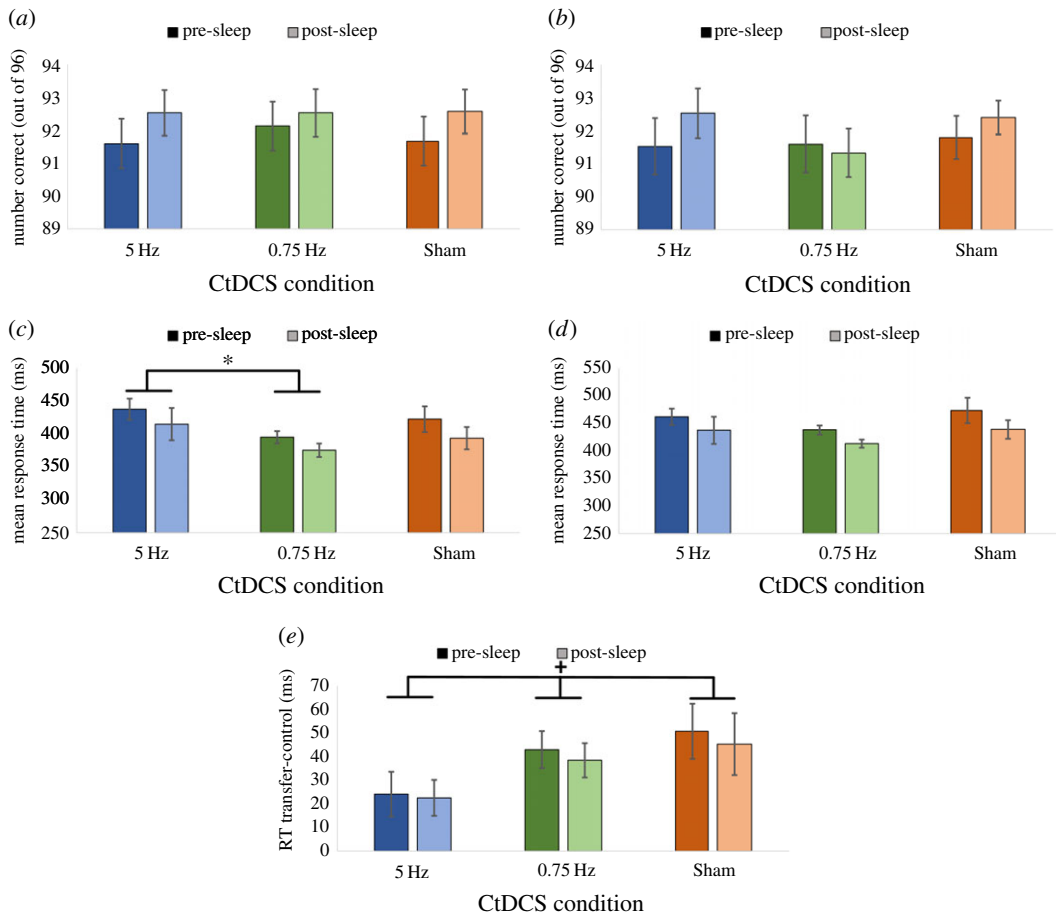 (a)
pre-sleep post-sleep
number correct (out of 96)
94
93
92
91
90
89
5 Hz 0.75 Hz Sham
CtDCS condition
(b)
pre-sleep post-sleep
number correct (out of 96)
94
93
92
91
90
89
5 Hz 0.75 Hz Sham
CtDCS condition
(c)
pre-sleep post-sleep
mean response time (ms)
500
450
400
350
300
250
*
5 Hz 0.75 Hz Sham
CtDCS condition
(d)
pre-sleep post-sleep
mean response time (ms)
550
500
450
400
350
300
250
5 Hz 0.75 Hz Sham
CtDCS condition
(e)
pre-sleep post-sleep
+
RT transfer-control (ms)
70
60
50
40
30
20
10
0
5 Hz 0.75 Hz Sham
CtDCS condition